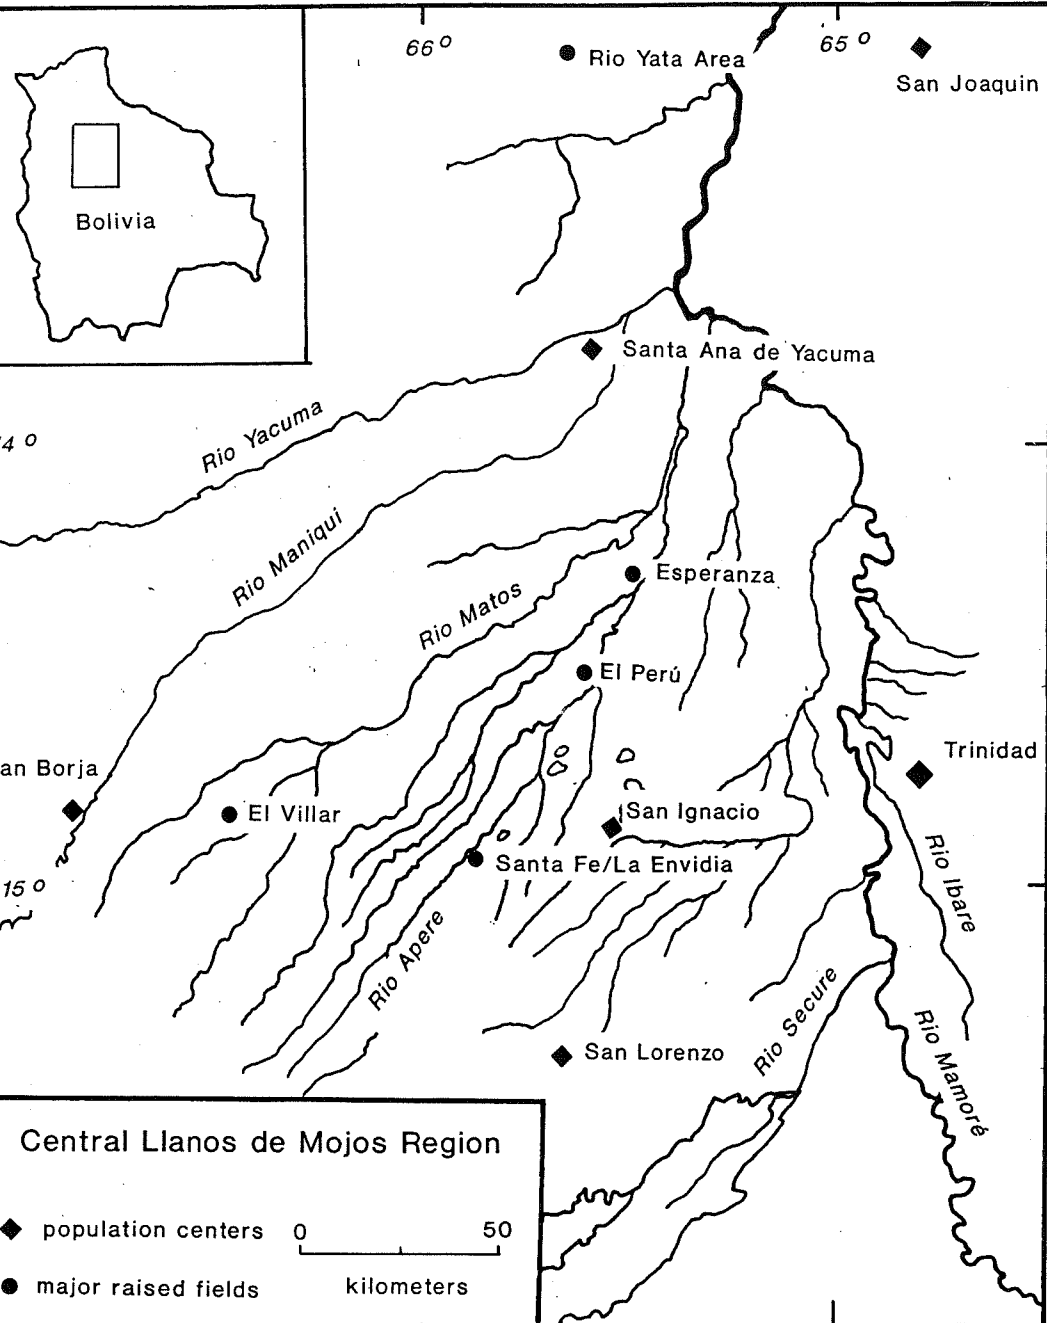 66°
65°
Rio Yata Area
San Joaquin
Bolivia
Santa Ana de Yacuma
Rio Yacuma
4°
Rio Maniqui
Esperanza
Rio Matos
El Perú
an Borja
Trinidad
El Villar
San Ignacio
Santa Fe/La Envidia
15°
Rio Ibare
Rio Apere
Rio Secure
San Lorenzo
Rio Mamoré
Central Llanos de Mojos Region
population centers
0 50
major raised fields
kilometers